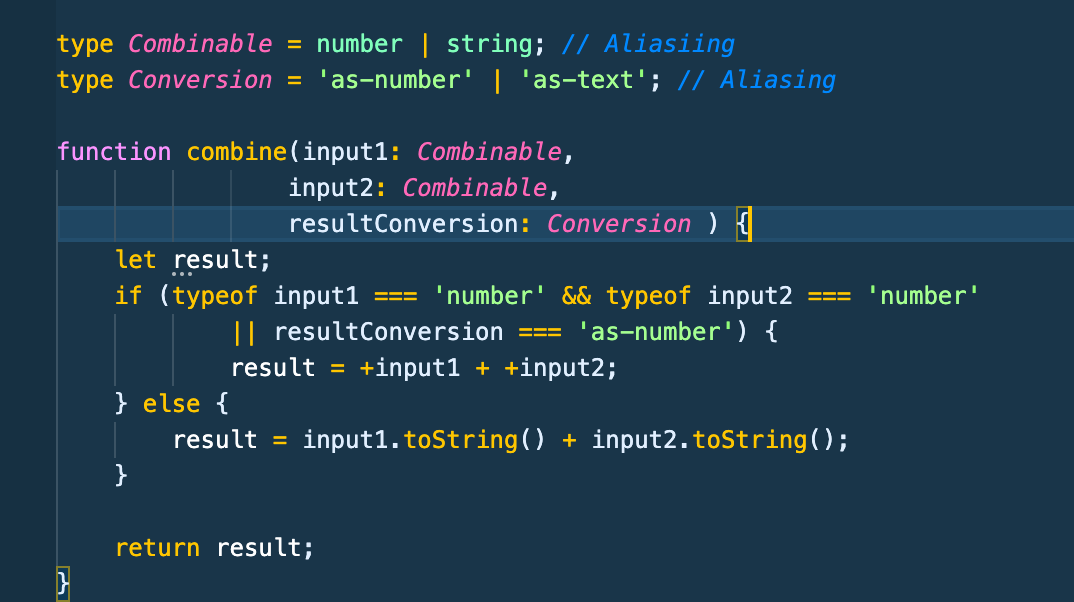 type Combinable = number | string; // Aliasiing
type Conversion = 'as-number' | 'as-text'; // Aliasing
function combine(input1: Combinable,
input2: Combinable,
resultConversion: Conversion ) {
let result;
if (typeof input1 === 'number' && typeof input2 === 'number'
|| resultConversion === 'as-number') {
result = +input1 + +input2;
} else {
result = input1.toString() + input2.toString();
}
return result;
}